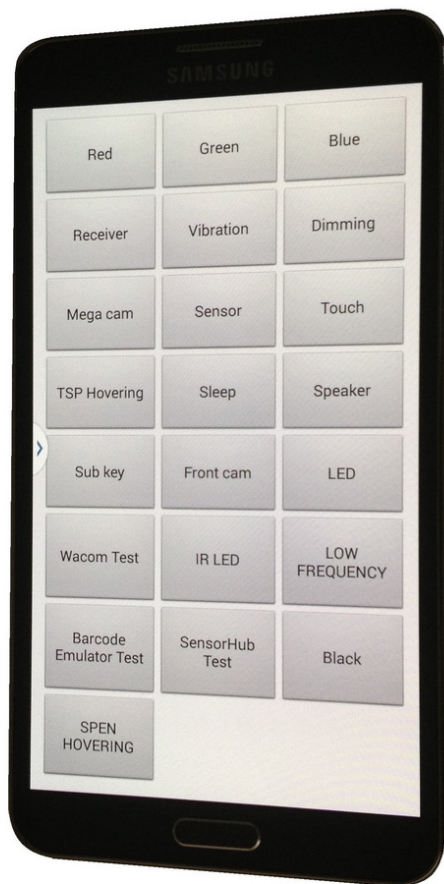 SAMSUNG
Red
Green
Blue
Receiver
Vibration
Dimming
Mega cam
Sensor
Touch
TSP Hovering
Sleep
Speaker
Sub key
Front cam
LED
Wacom Test
IR LED
LOW
FREQUENCY
Barcode
Emulator Test
SensorHub
Test
Black
SPEN
HOVERING